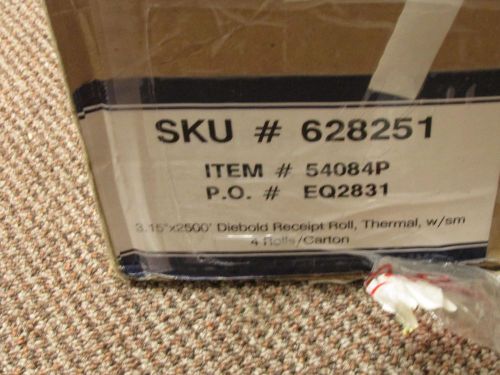 SKU # 628251
ITEM # 54084P
P.O. # EQ2831
3.15"x2500' Diebold Receipt Roll, Thermal, w/sm
4 Rolls/Carton